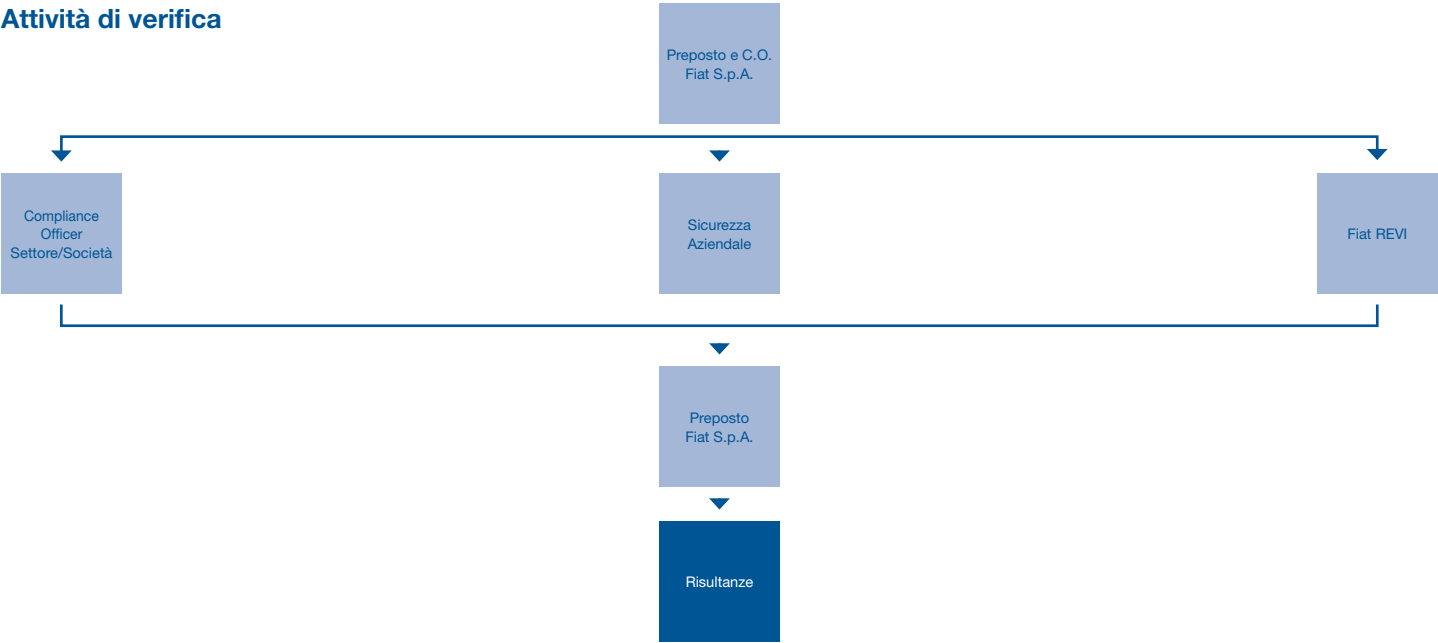 Attività di verifica
Preposto e C.O.
Fiat S.p.A.
Compliance
Officer
Settore/Società
Sicurezza
Aziendale
Fiat REVI
Preposto
Fiat S.p.A.
Risultanze